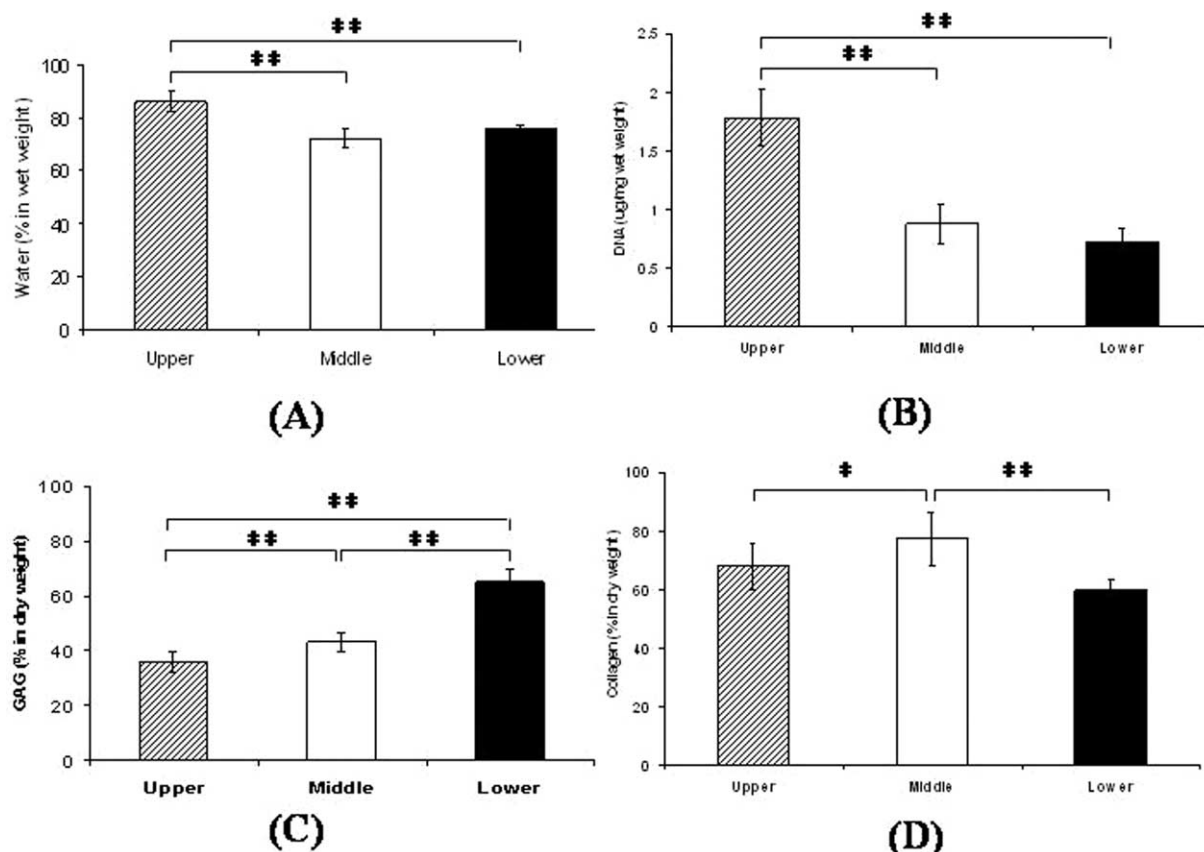 ‡‡
‡‡
100
80
60
40
20
0
Water (% in wet weight)
Upper Middle Lower
(A)
‡‡
‡‡
2.5
2
1.5
1
0.5
0
DNA (ug/mg wet weight)
Upper Middle Lower
(B)
‡‡
‡‡ ‡‡
100
80
60
40
20
0
GAG (% in dry weight)
Upper Middle Lower
(C)
‡ ‡‡
100
80
60
40
20
0
Collagen (% in dry weight)
Upper Middle Lower
(D)